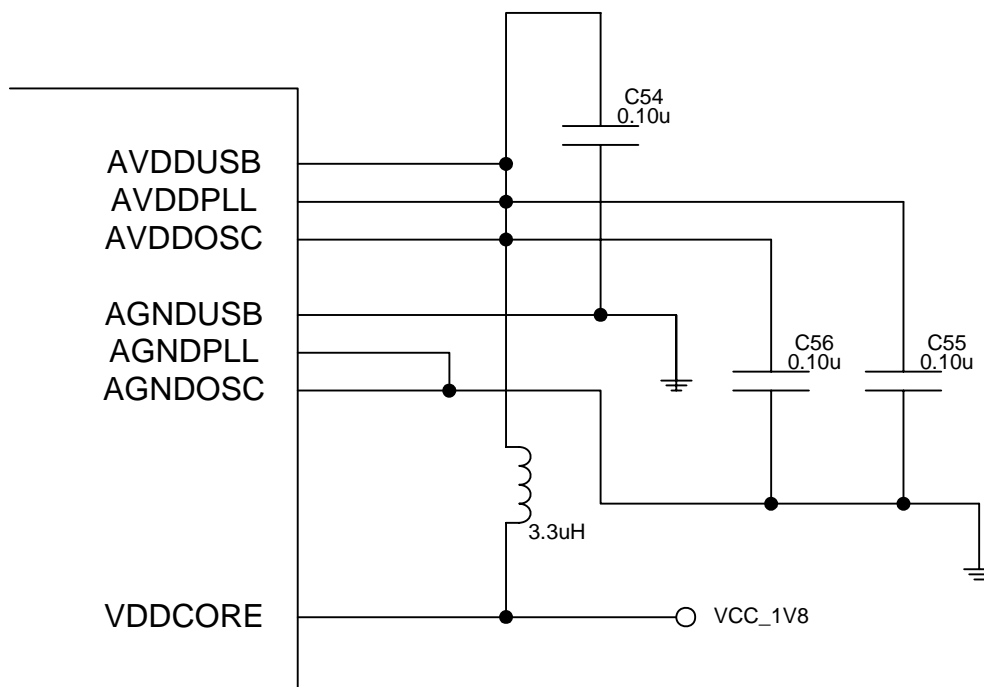 C54
0.10u
AVDDUSB
AVDDPLL
AVDDOSC
AGNDUSB
AGNDPLL
AGNDOSC
C56
0.10u
C55
0.10u
3.3uH
VDDCORE
VCC_1V8